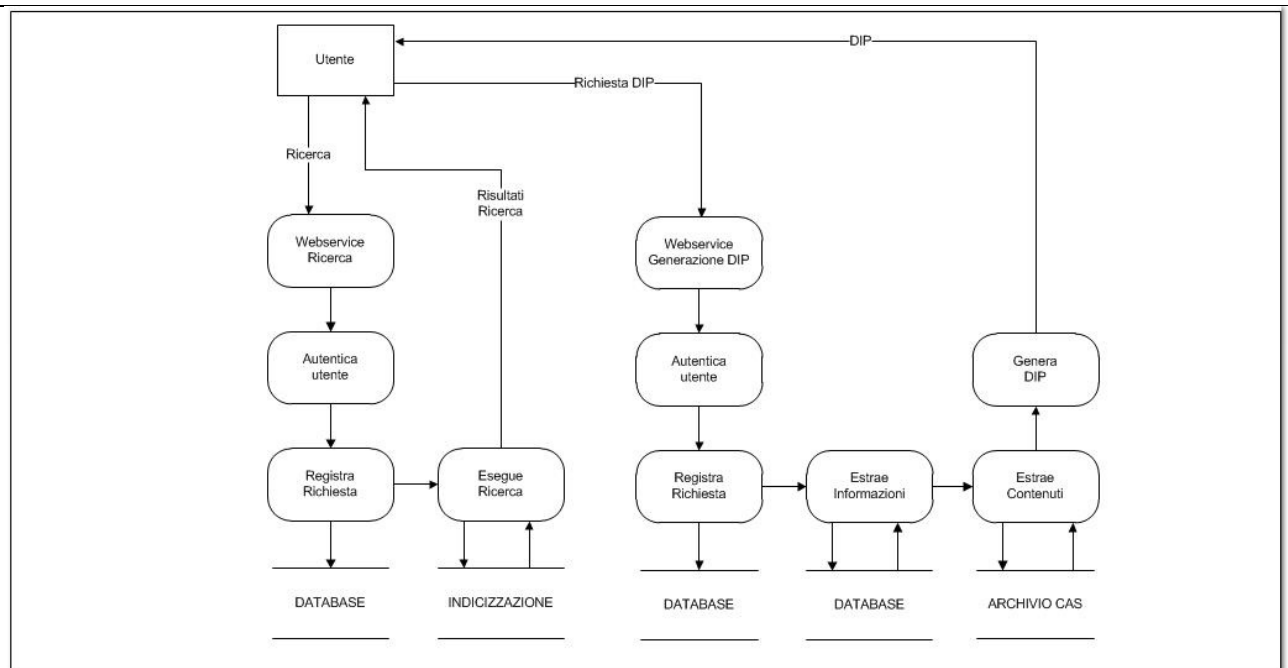 DIP
Utente
Richiesta DIP
Ricerca
Risultati
Ricerca
Webservice
Ricerca
Webservice
Generazione DIP
Autentica
utente
Autentica
utente
Genera
DIP
Registra
Richiesta
Esegue
Ricerca
Registra
Richiesta
Estrae
Informazioni
Estrae
Contenuti
DATABASE
INDICIZZAZIONE
DATABASE
DATABASE
ARCHIVIO CAS